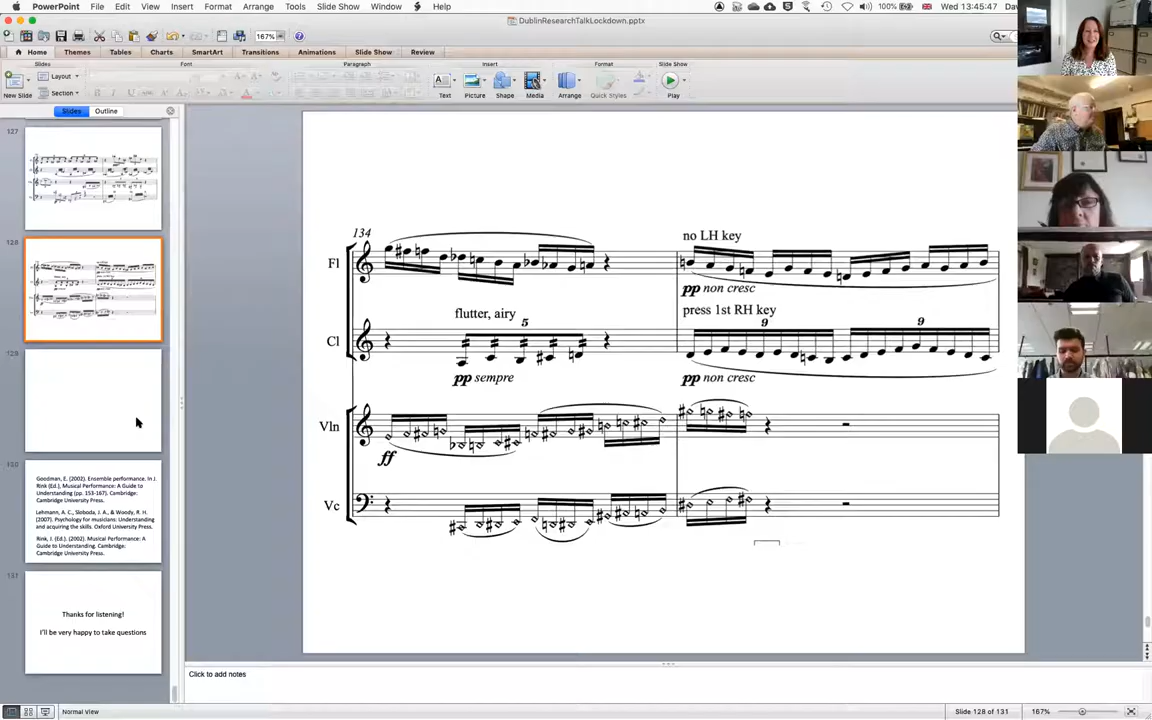 PowerPoint File Edit View Insert Format Arrange Tools Slide Show Window Help 100% Wed 13:45:47
DublinResearchTalkLockdown.pptx
167%
Home Themes Tables Charts SmartArt Transitions Animations Slide Show Review
Slides Font Paragraph Insert Format Slide Show
Layout
Section
New Slide Text Picture Shape Media Arrange Quick Styles Play
Slides Outline
127
128
129
Goodman, E. (2002). Ensemble performance. In J.
Rink (Ed.), Musical Performance: A Guide to
Understanding (pp. 153-167). Cambridge:
Cambridge University Press.
Lehmann, A. C., Sloboda, J. A., & Woody, R. H.
(2007). Psychology for musicians: Understanding
and acquiring the skills. Oxford University Press.
Rink, J. (Ed.). (2002). Musical Performance: A
Guide to Understanding. Cambridge:
Cambridge University Press.
131
Thanks for listening!
I'll be very happy to take questions
134
no LH key
Fl
pp non cresc
flutter, airy
press 1st RH key
5
9
9
Cl
pp sempre
pp non cresc
Vln
ff
Vc
Click to add notes
Normal View
Slide 128 of 131
167%